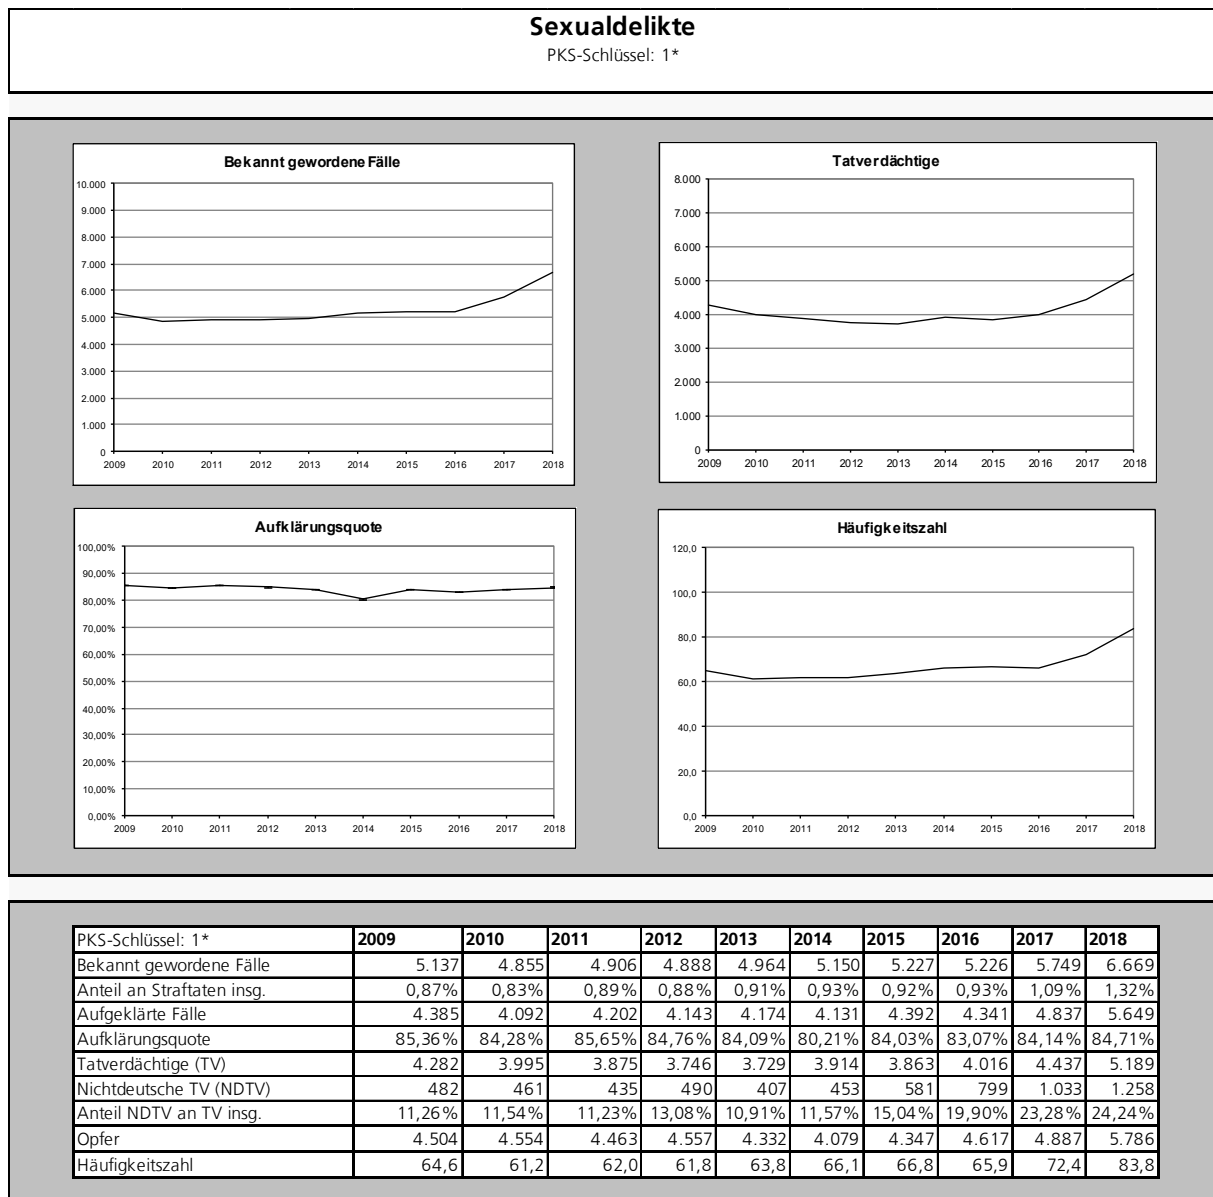 Sexualdelikte
PKS-Schlüssel: 1*
Bekannt gewordene Fälle
10.000
9.000
8.000
7.000
6.000
5.000
4.000
3.000
2.000
1.000
0
2009 2010 2011 2012 2013 2014 2015 2016 2017 2018
Tatverdächtige
8.000
7.000
6.000
5.000
4.000
3.000
2.000
1.000
0
2009 2010 2011 2012 2013 2014 2015 2016 2017 2018
Aufklärungsquote
100,00%
90,00%
80,00%
70,00%
60,00%
50,00%
40,00%
30,00%
20,00%
10,00%
0,00%
2009 2010 2011 2012 2013 2014 2015 2016 2017 2018
Häufigkeitszahl
120,0
100,0
80,0
60,0
40,0
20,0
0,0
2009 2010 2011 2012 2013 2014 2015 2016 2017 2018
PKS-Schlüssel: 1* 2009 2010 2011 2012 2013 2014 2015 2016 2017 2018
Bekannt gewordene Fälle 5.137 4.855 4.906 4.888 4.964 5.150 5.227 5.226 5.749 6.669
Anteil an Straftaten insg. 0,87% 0,83% 0,89% 0,88% 0,91% 0,93% 0,92% 0,93% 1,09% 1,32%
Aufgeklärte Fälle 4.385 4.092 4.202 4.143 4.174 4.131 4.392 4.341 4.837 5.649
Aufklärungsquote 85,36% 84,28% 85,65% 84,76% 84,09% 80,21% 84,03% 83,07% 84,14% 84,71%
Tatverdächtige (TV) 4.282 3.995 3.875 3.746 3.729 3.914 3.863 4.016 4.437 5.189
Nichtdeutsche TV (NDTV) 482 461 435 490 407 453 581 799 1.033 1.258
Anteil NDTV an TV insg. 11,26% 11,54% 11,23% 13,08% 10,91% 11,57% 15,04% 19,90% 23,28% 24,24%
Opfer 4.504 4.554 4.463 4.557 4.332 4.079 4.347 4.617 4.887 5.786
Häufigkeitszahl 64,6 61,2 62,0 61,8 63,8 66,1 66,8 65,9 72,4 83,8